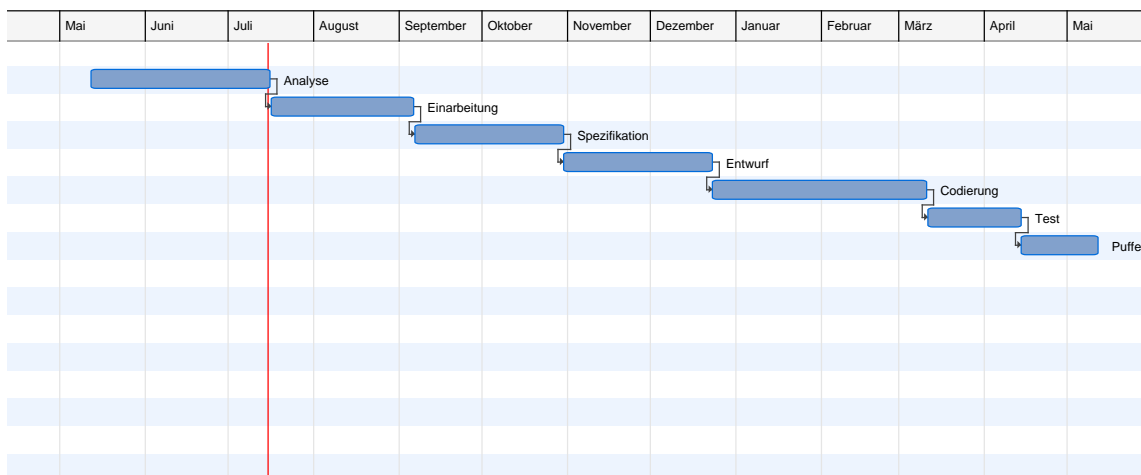 Mai Juni Juli August September Oktober November Dezember Januar Februar März April Mai
Analyse
Einarbeitung
Spezifikation
Entwurf
Codierung
Test
Puffe